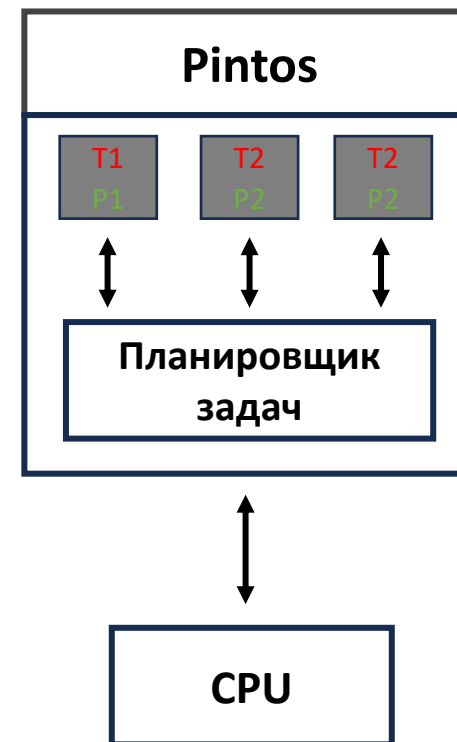 Pintos
T1 T2 T2
P1 P2 P2
Планировщик
задач
CPU